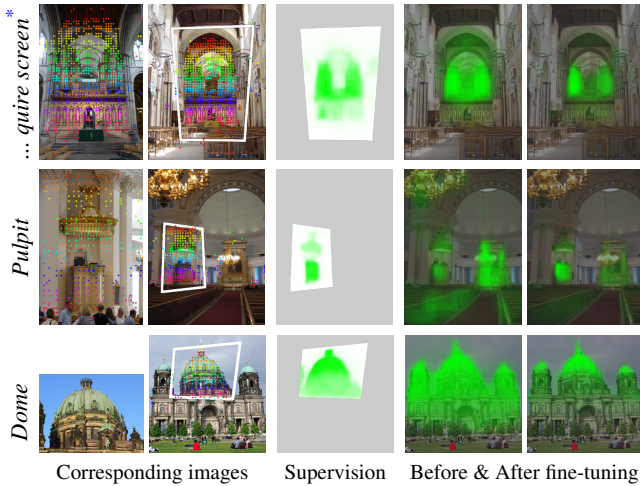 ... quire screen*
Pulpit
Dome
Corresponding images Supervision Before & After fine-tuning